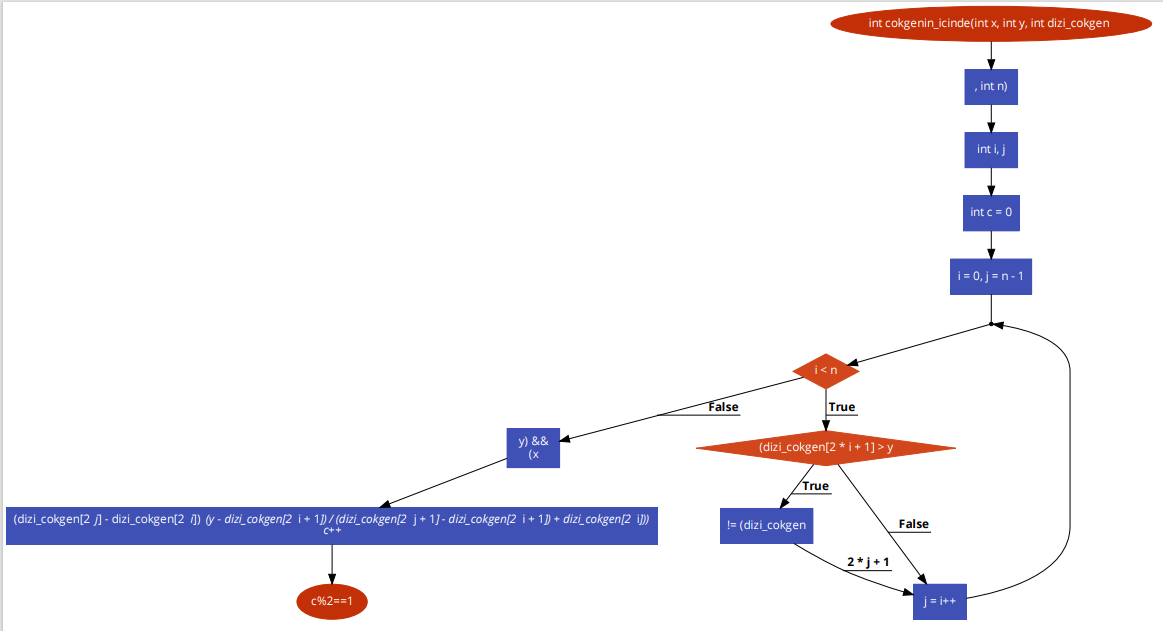 int cokgenin_icinde(int x, int y, int dizi_cokgen
, int n)
int i, j
int c = 0
i = 0, j = n - 1
i < n
False
True
y) &&
(x
(dizi_cokgen[2 * i + 1] > y
True
(dizi_cokgen[2 j] - dizi_cokgen[2 i]) (y - dizi_cokgen[2 i + 1]) / (dizi_cokgen[2 j + 1] - dizi_cokgen[2 i + 1]) + dizi_cokgen[2 i]))
c++
!= (dizi_cokgen
False
2 * j + 1
c%2==1
j = i++